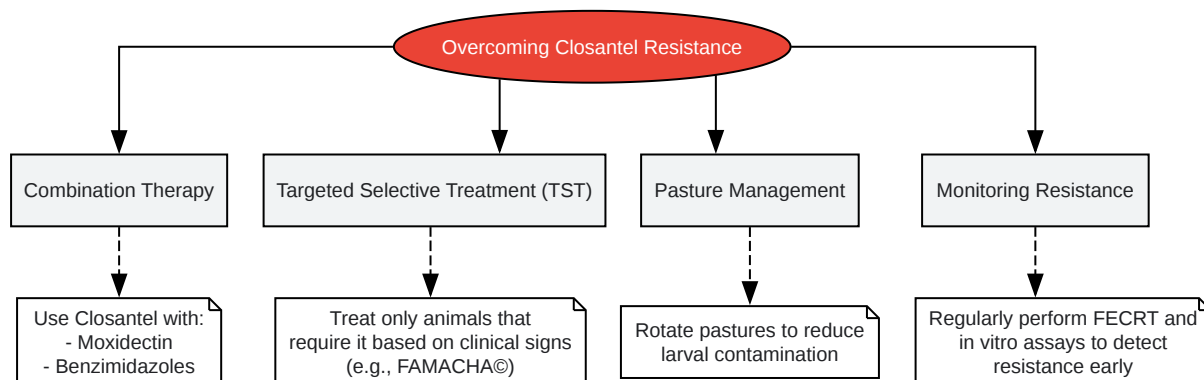 Overcoming Closantel Resistance
Combination Therapy
Targeted Selective Treatment (TST)
Pasture Management
Monitoring Resistance
Use Closantel with:
- Moxidectin
- Benzimidazoles
Treat only animals that
require it based on clinical signs
(e.g., FAMACHA©)
Rotate pastures to reduce
larval contamination
Regularly perform FECRT and
in vitro assays to detect
resistance early